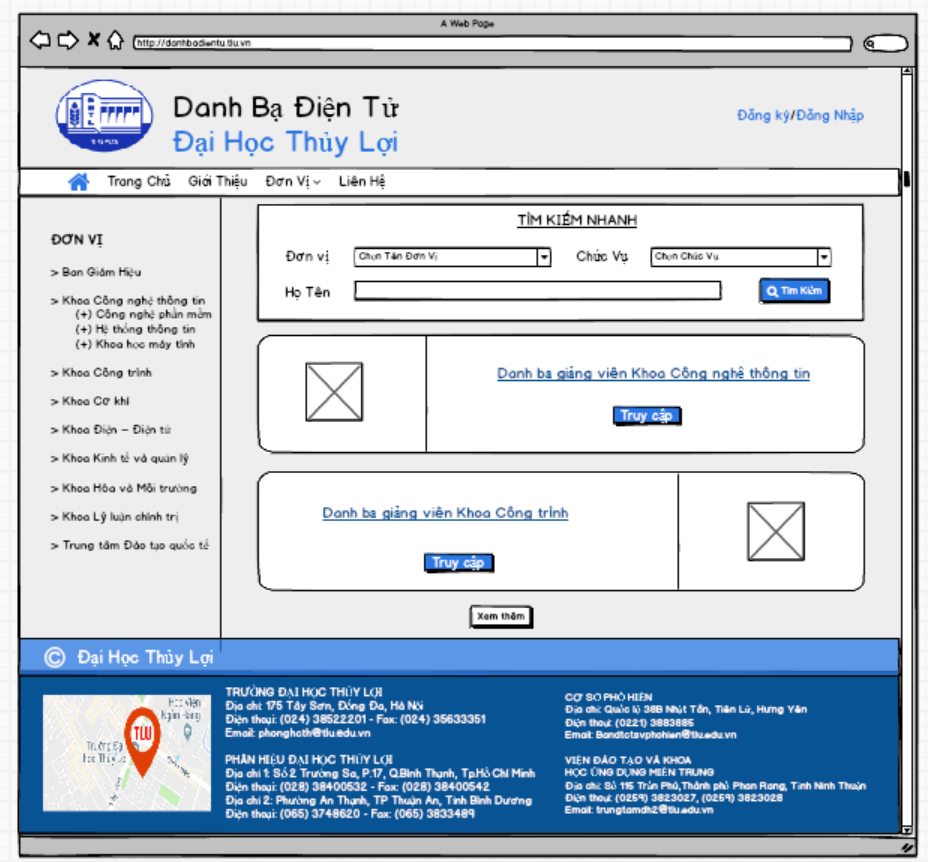 A Web Page
http://danhbadientu.tlu.vn
Danh Bạ Điện Tử
Đại Học Thủy Lợi
Đăng ký/Đăng Nhập
Trang Chủ Giới Thiệu Đơn Vị Liên Hệ
ĐƠN VỊ
> Ban Giám Hiệu
> Khoa Công nghệ thông tin
(+) Công nghệ phần mềm
(+) Hệ thống thông tin
(+) Khoa học máy tính
> Khoa Công trình
> Khoa Cơ khí
> Khoa Điện – Điện tử
> Khoa Kinh tế và quản lý
> Khoa Hóa và Môi trường
> Khoa Lý luận chính trị
> Trung tâm Đào tạo quốc tế
TÌM KIẾM NHANH
Đơn vị Chọn Tên Đơn Vị Chức Vụ Chọn Chức Vụ
Họ Tên Tìm Kiếm
Danh bạ giảng viên Khoa Công nghệ thông tin
Truy cập
Danh bạ giảng viên Khoa Công trình
Truy cập
Xem thêm
© Đại Học Thủy Lợi
Học viện
Ngân hàng
TLU
TRƯỜNG ĐẠI HỌC THỦY LỢI
Địa chỉ: 175 Tây Sơn, Đống Đa, Hà Nội
Điện thoại: (024) 38522201 - Fax: (024) 35633351
Email: phonghcth@tlu.edu.vn
PHÂN HIỆU ĐẠI HỌC THỦY LỢI
Địa chỉ 1: Số 2 Trường Sa, P.17, Q.Bình Thạnh, Tp.Hồ Chí Minh
Điện thoại: (028) 38400532 - Fax: (028) 38400542
Địa chỉ 2: Phường An Thạnh, TP Thuận An, Tỉnh Bình Dương
Điện thoại: (065) 3748620 - Fax: (065) 3833489
CƠ SỞ PHỐ HIẾN
Địa chỉ: Quốc lộ 38B Nhật Tân, Tiên Lữ, Hưng Yên
Điện thoại: (0221) 3883885
Email: Bandtctsvphohien@tlu.edu.vn
VIỆN ĐÀO TẠO VÀ KHOA
HỌC ỨNG DỤNG MIỀN TRUNG
Địa chỉ: Số 115 Trần Phú,Thành phố Phan Rang, Tỉnh Ninh Thuận
Điện thoại: (0259) 3823027, (0259) 3823028
Email: trungtamdh2@tlu.edu.vn